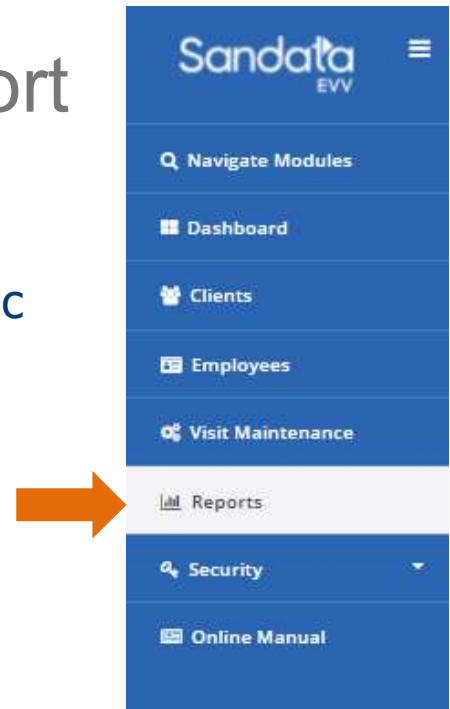 ort
c
Sandata
EVV
Navigate Modules
Dashboard
Clients
Employees
Visit Maintenance
Reports
Security
Online Manual